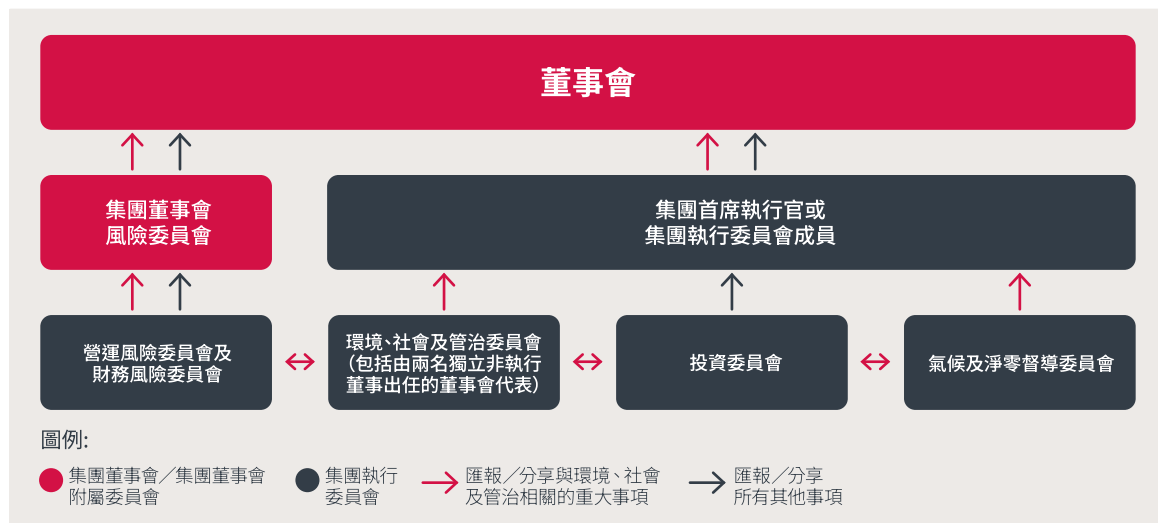 董事會
集團董事會
風險委員會
集團首席執行官或
集團執行委員會成員
營運風險委員會及
財務風險委員會
環境、社會及管治委員會
（包括由兩名獨立非執行
董事出任的董事會代表）
投資委員會
氣候及淨零督導委員會
圖例:
集團董事會／集團董事會
附屬委員會
集團執行
委員會
匯報／分享與環境、社會
及管治相關的重大事項
匯報／分享
所有其他事項